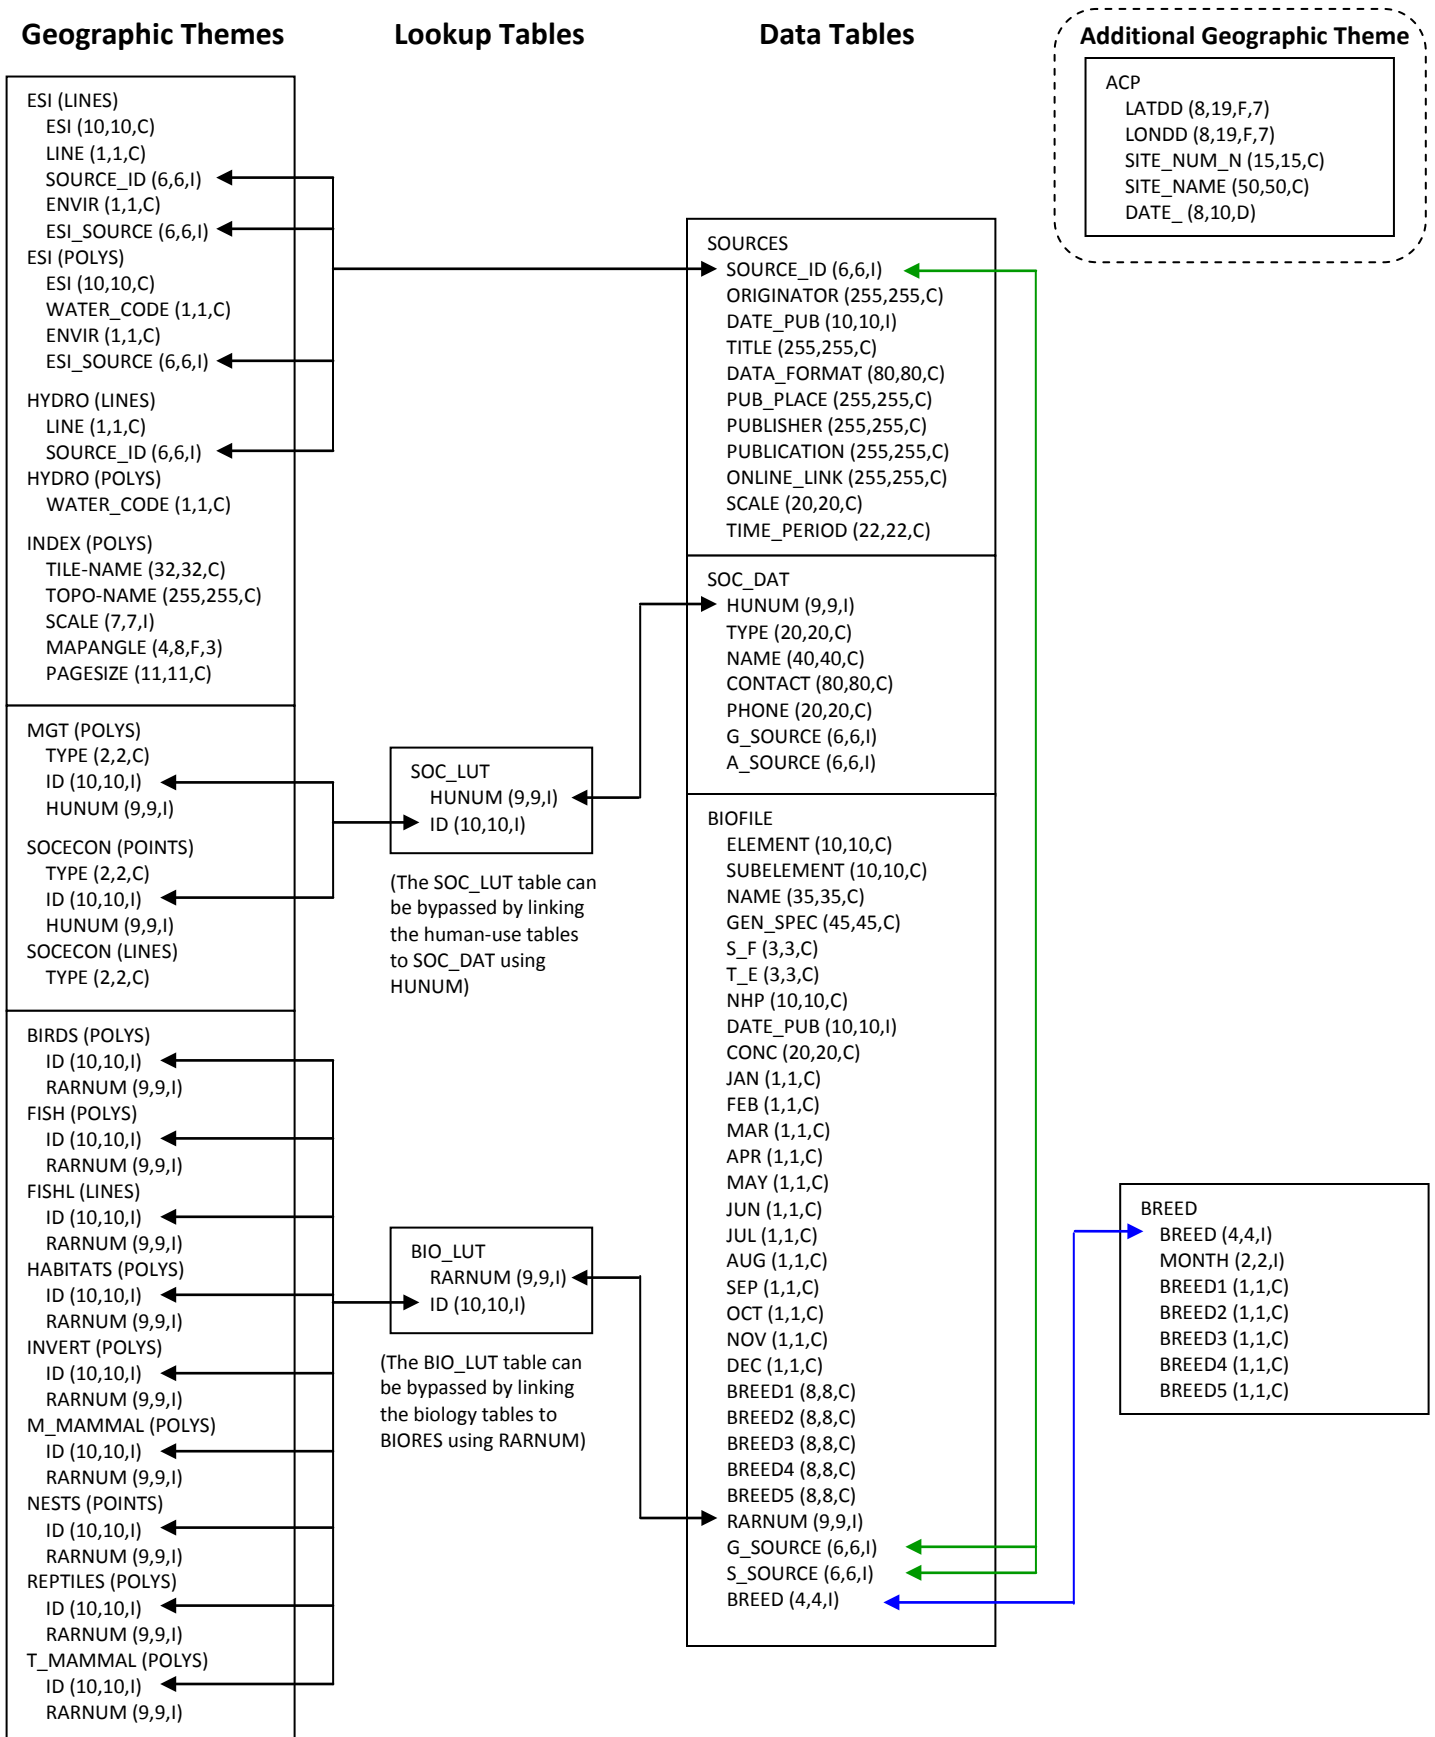 Geographic Themes
Lookup Tables
Data Tables
Additional Geographic Theme
ESI (LINES)
ESI (10,10,C)
LINE (1,1,C)
SOURCE_ID (6,6,I)
ENVIR (1,1,C)
ESI_SOURCE (6,6,I)
ESI (POLYS)
ESI (10,10,C)
WATER_CODE (1,1,C)
ENVIR (1,1,C)
ESI_SOURCE (6,6,I)
HYDRO (LINES)
LINE (1,1,C)
SOURCE_ID (6,6,I)
HYDRO (POLYS)
WATER_CODE (1,1,C)
INDEX (POLYS)
TILE-NAME (32,32,C)
TOPO-NAME (255,255,C)
SCALE (7,7,I)
MAPANGLE (4,8,F,3)
PAGESIZE (11,11,C)
MGT (POLYS)
TYPE (2,2,C)
ID (10,10,I)
HUNUM (9,9,I)
SOCECON (POINTS)
TYPE (2,2,C)
ID (10,10,I)
HUNUM (9,9,I)
SOCECON (LINES)
TYPE (2,2,C)
BIRDS (POLYS)
ID (10,10,I)
RARNUM (9,9,I)
FISH (POLYS)
ID (10,10,I)
RARNUM (9,9,I)
FISHL (LINES)
ID (10,10,I)
RARNUM (9,9,I)
HABITATS (POLYS)
ID (10,10,I)
RARNUM (9,9,I)
INVERT (POLYS)
ID (10,10,I)
RARNUM (9,9,I)
M_MAMMAL (POLYS)
ID (10,10,I)
RARNUM (9,9,I)
NESTS (POINTS)
ID (10,10,I)
RARNUM (9,9,I)
REPTILES (POLYS)
ID (10,10,I)
RARNUM (9,9,I)
T_MAMMAL (POLYS)
ID (10,10,I)
RARNUM (9,9,I)
SOC_LUT
HUNUM (9,9,I)
ID (10,10,I)
(The SOC_LUT table can
be bypassed by linking
the human-use tables
to SOC_DAT using
HUNUM)
BIO_LUT
RARNUM (9,9,I)
ID (10,10,I)
(The BIO_LUT table can
be bypassed by linking
the biology tables to
BIORES using RARNUM)
SOURCES
SOURCE_ID (6,6,I)
ORIGINATOR (255,255,C)
DATE_PUB (10,10,I)
TITLE (255,255,C)
DATA_FORMAT (80,80,C)
PUB_PLACE (255,255,C)
PUBLISHER (255,255,C)
PUBLICATION (255,255,C)
ONLINE_LINK (255,255,C)
SCALE (20,20,C)
TIME_PERIOD (22,22,C)
SOC_DAT
HUNUM (9,9,I)
TYPE (20,20,C)
NAME (40,40,C)
CONTACT (80,80,C)
PHONE (20,20,C)
G_SOURCE (6,6,I)
A_SOURCE (6,6,I)
BIOFILE
ELEMENT (10,10,C)
SUBELEMENT (10,10,C)
NAME (35,35,C)
GEN_SPEC (45,45,C)
S_F (3,3,C)
T_E (3,3,C)
NHP (10,10,C)
DATE_PUB (10,10,I)
CONC (20,20,C)
JAN (1,1,C)
FEB (1,1,C)
MAR (1,1,C)
APR (1,1,C)
MAY (1,1,C)
JUN (1,1,C)
JUL (1,1,C)
AUG (1,1,C)
SEP (1,1,C)
OCT (1,1,C)
NOV (1,1,C)
DEC (1,1,C)
BREED1 (8,8,C)
BREED2 (8,8,C)
BREED3 (8,8,C)
BREED4 (8,8,C)
BREED5 (8,8,C)
RARNUM (9,9,I)
G_SOURCE (6,6,I)
S_SOURCE (6,6,I)
BREED (4,4,I)
ACP
LATDD (8,19,F,7)
LONDD (8,19,F,7)
SITE_NUM_N (15,15,C)
SITE_NAME (50,50,C)
DATE_ (8,10,D)
BREED
BREED (4,4,I)
MONTH (2,2,I)
BREED1 (1,1,C)
BREED2 (1,1,C)
BREED3 (1,1,C)
BREED4 (1,1,C)
BREED5 (1,1,C)